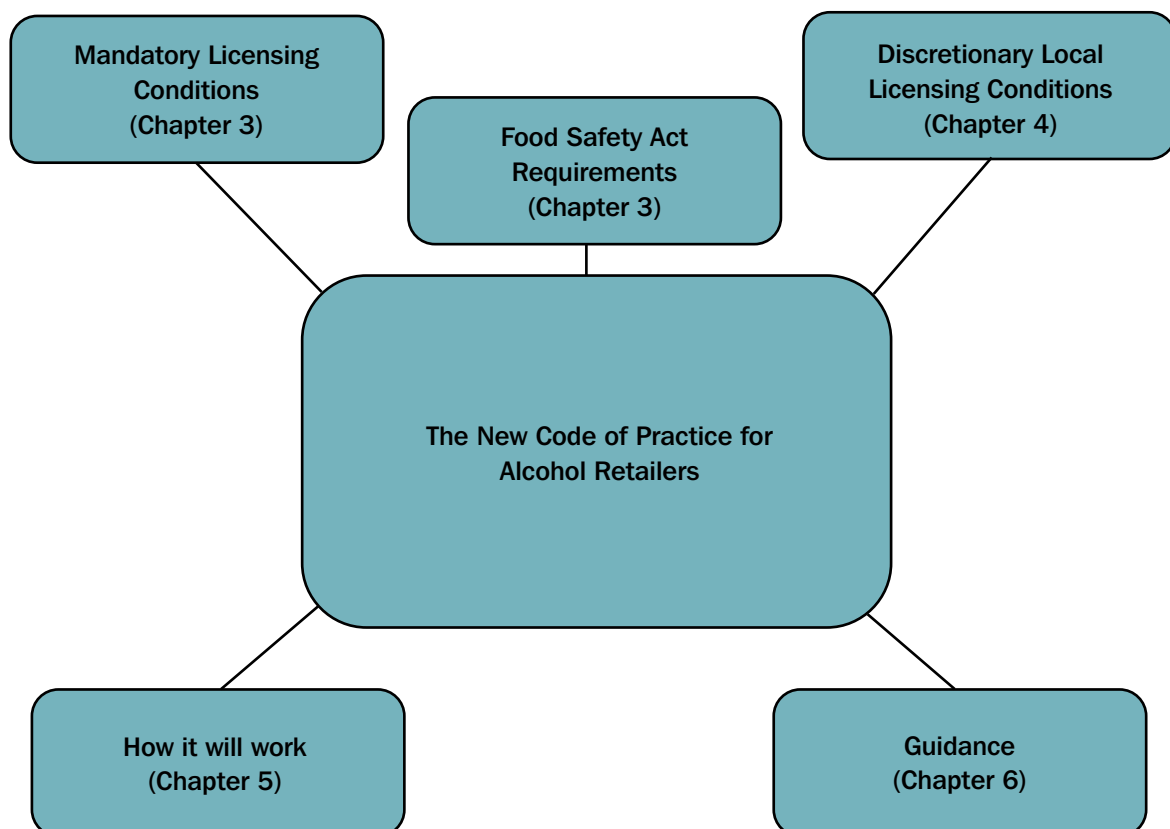 Mandatory Licensing
Conditions
(Chapter 3)
Food Safety Act
Requirements
(Chapter 3)
Discretionary Local
Licensing Conditions
(Chapter 4)
The New Code of Practice for
Alcohol Retailers
How it will work
(Chapter 5)
Guidance
(Chapter 6)